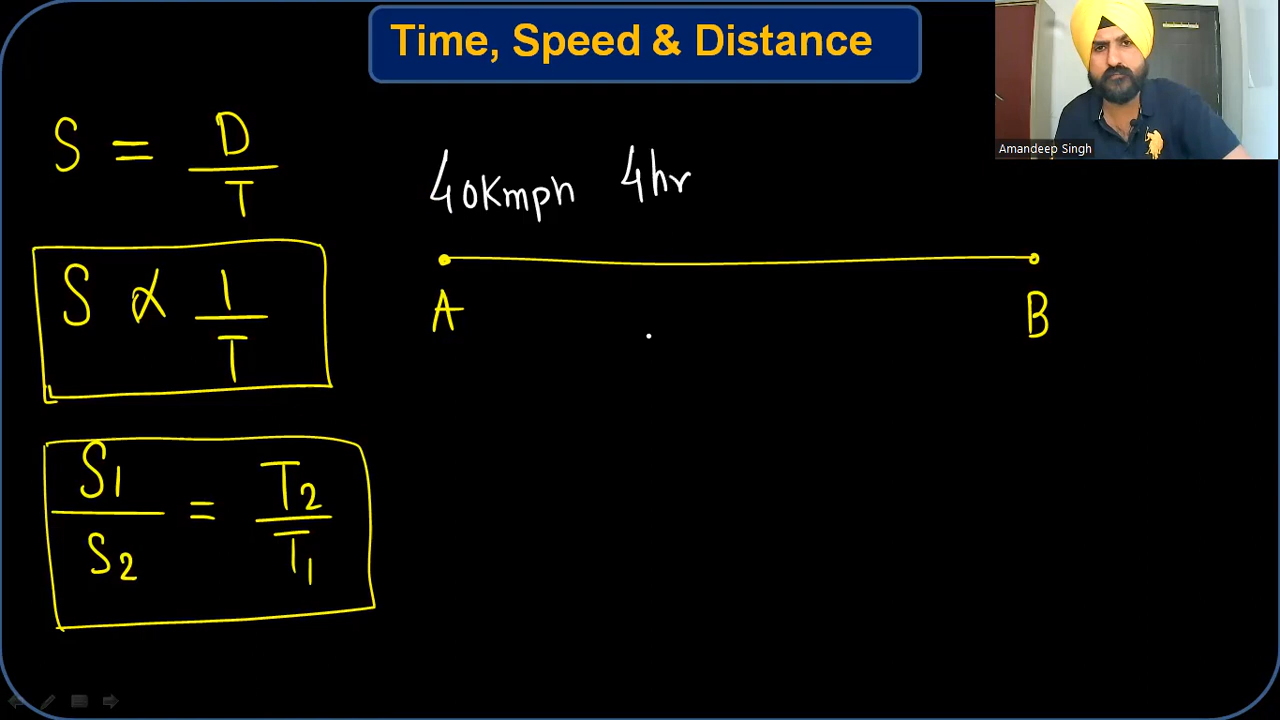 Time, Speed & Distance
Amandeep Singh
S = D/T
40Kmph 4hr
S ∝ 1/T
A B
S1/S2 = T2/T1